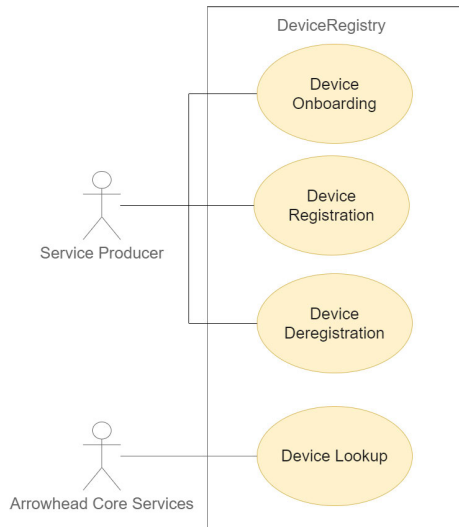 DeviceRegistry
Device
Onboarding
Device
Registration
Service Producer
Device
Deregistration
Device Lookup
Arrowhead Core Services